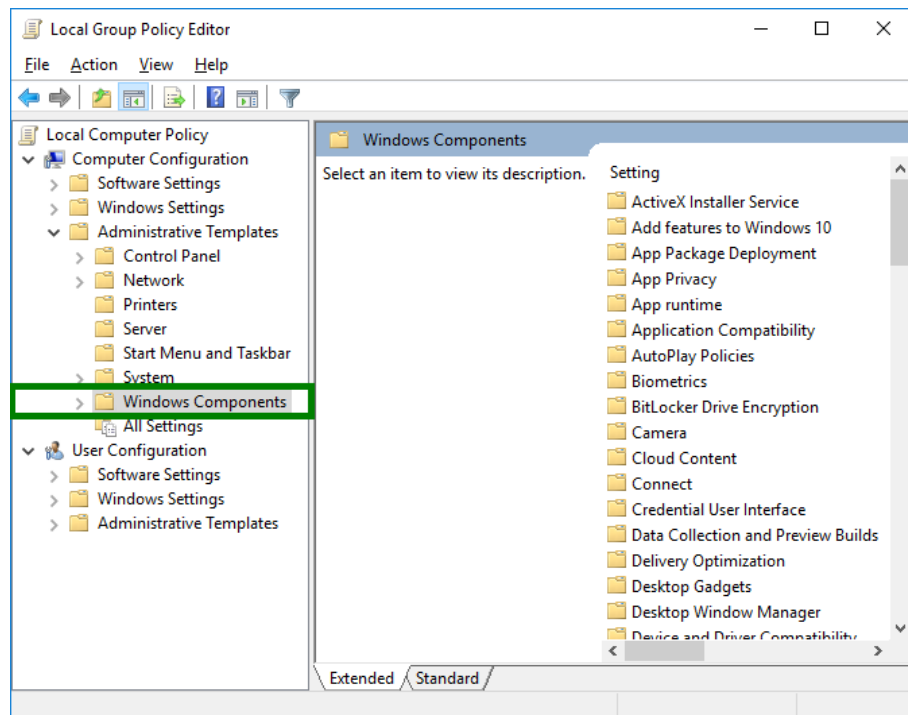 Local Group Policy Editor
File Action View Help
Local Computer Policy
Computer Configuration
Software Settings
Windows Settings
Administrative Templates
Control Panel
Network
Printers
Server
Start Menu and Taskbar
System
Windows Components
All Settings
User Configuration
Software Settings
Windows Settings
Administrative Templates
Windows Components
Select an item to view its description.
Setting
ActiveX Installer Service
Add features to Windows 10
App Package Deployment
App Privacy
App runtime
Application Compatibility
AutoPlay Policies
Biometrics
BitLocker Drive Encryption
Camera
Cloud Content
Connect
Credential User Interface
Data Collection and Preview Builds
Delivery Optimization
Desktop Gadgets
Desktop Window Manager
Device and Driver Compatibility
Extended Standard